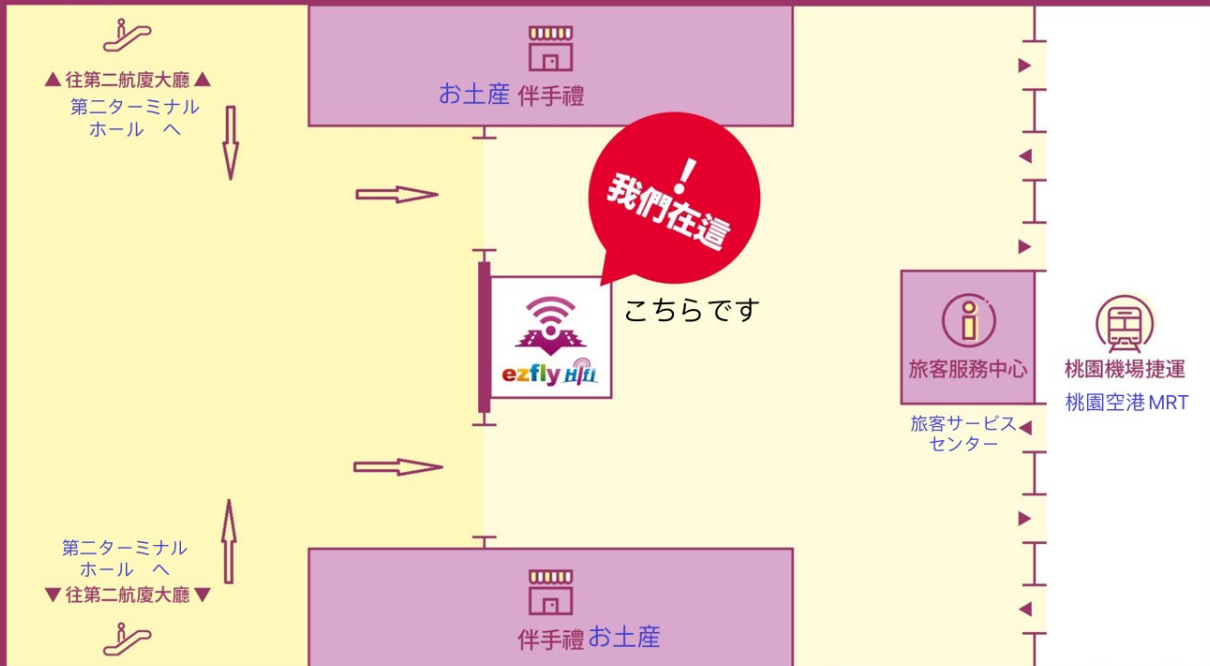 ▲往第二航廈大廳▲
第二ターミナル
ホール へ
お土産 伴手禮
!
我們在這
こちらです
ezfly Hifi
旅客服務中心
旅客サービス
センター
桃園機場捷運
桃園空港MRT
第二ターミナル
ホール へ
▼往第二航廈大廳▼
伴手禮お土産